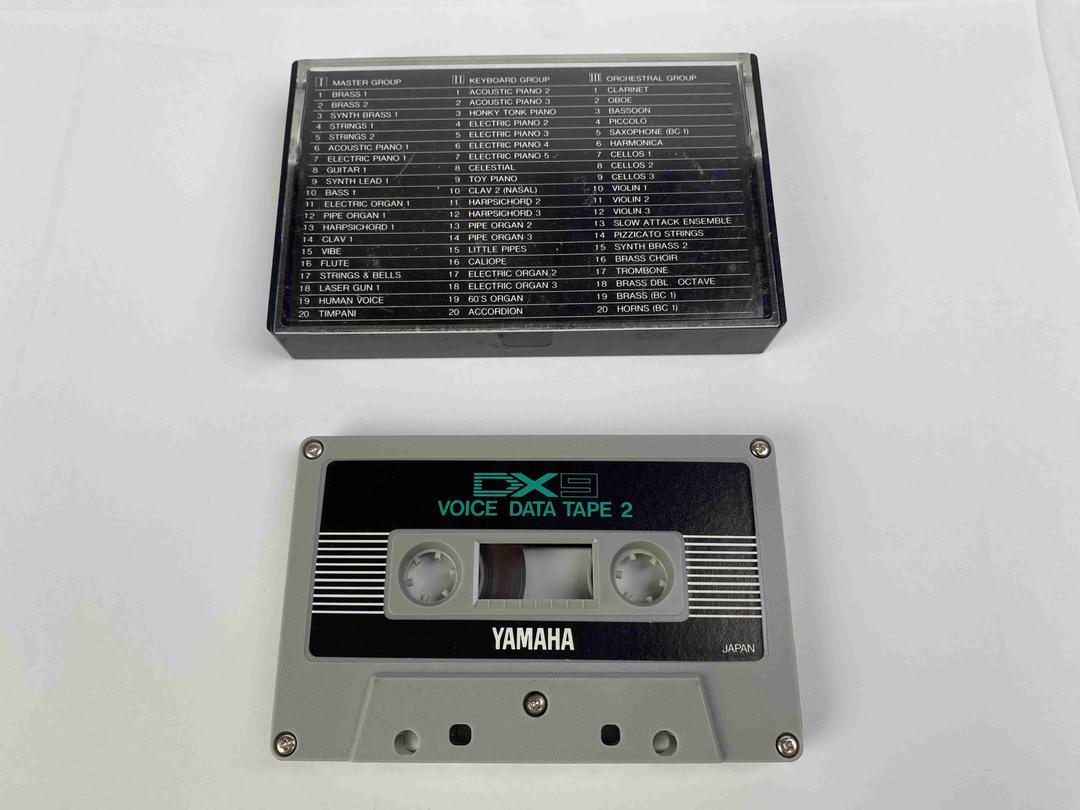 I MASTER GROUP
1 BRASS 1
2 BRASS 2
3 SYNTH BRASS 1
4 STRINGS 1
5 STRINGS 2
6 ACOUSTIC PIANO 1
7 ELECTRIC PIANO 1
8 GUITAR 1
9 SYNTH LEAD 1
10 BASS 1
11 ELECTRIC ORGAN 1
12 PIPE ORGAN 1
13 HARPSICHORD 1
14 CLAV 1
15 VIBE
16 FLUTE
17 STRINGS & BELLS
18 LASER GUN 1
19 HUMAN VOICE
20 TIMPANI
II KEYBOARD GROUP
1 ACOUSTIC PIANO 2
2 ACOUSTIC PIANO 3
3 HONKY TONK PIANO
4 ELECTRIC PIANO 2
5 ELECTRIC PIANO 3
6 ELECTRIC PIANO 4
7 ELECTRIC PIANO 5
8 CELESTIAL
9 TOY PIANO
10 CLAV 2 (NASAL)
11 HARPSICHORD 2
12 HARPSICHORD 3
13 PIPE ORGAN 2
14 PIPE ORGAN 3
15 LITTLE PIPES
16 CALIOPE
17 ELECTRIC ORGAN 2
18 ELECTRIC ORGAN 3
19 60'S ORGAN
20 ACCORDION
III ORCHESTRAL GROUP
1 CLARINET
2 OBOE
3 BASSOON
4 PICCOLO
5 SAXOPHONE (BC 1)
6 HARMONICA
7 CELLOS 1
8 CELLOS 2
9 CELLOS 3
10 VIOLIN 1
11 VIOLIN 2
12 VIOLIN 3
13 SLOW ATTACK ENSEMBLE
14 PIZZICATO STRINGS
15 SYNTH BRASS 2
16 BRASS CHOIR
17 TROMBONE
18 BRASS DBL. OCTAVE
19 BRASS (BC 1)
20 HORNS (BC 1)
DX9
VOICE DATA TAPE 2
YAMAHA
JAPAN